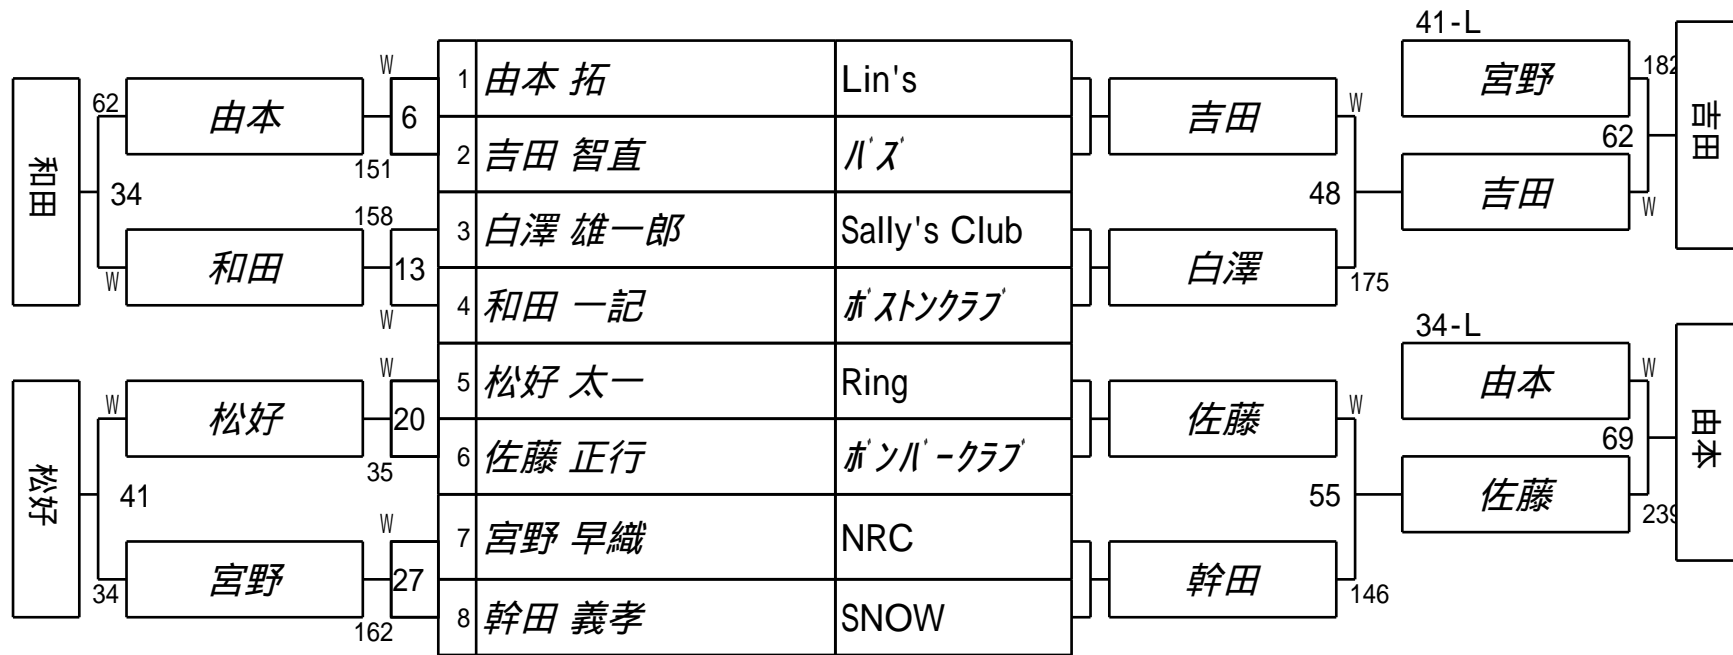 41-L
W 1 由本 拓 Lin's 宮野 182
62 由本 6 吉田 W
151 2 吉田 智直 バズ 62 吉田
和田 34 48 吉田 W
158 3 白澤 雄一郎 Sally's Club
W 和田 13 白澤 175
W 4 和田 一記 ボストンクラブ
34-L
W 5 松好 太一 Ring 由本 W
W 松好 20 佐藤 W
35 6 佐藤 正行 ボンバークラブ 69 由本
松好 41 55 佐藤 239
W 7 宮野 早織 NRC
34 宮野 27 幹田 146
162 8 幹田 義孝 SNOW